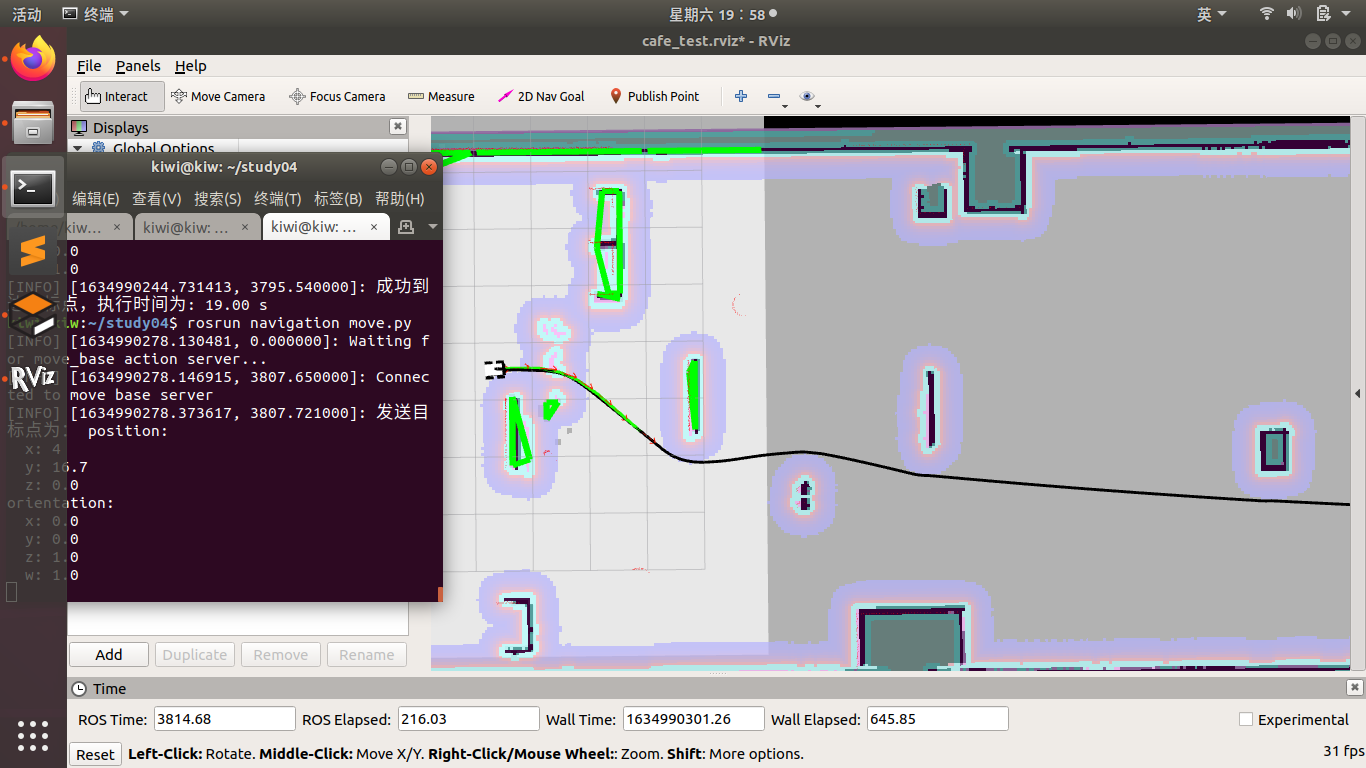 活动
终端
星期六 19：58
英
cafe_test.rviz* - RViz
File Panels Help
Interact Move Camera Focus Camera Measure 2D Nav Goal Publish Point
Displays
Global Options
kiwi@kiw: ~/study04
编辑(E) 查看(V) 搜索(S) 终端(T) 标签(B) 帮助(H)
/home/kiw... × kiwi@kiw: ... × kiwi@kiw: ... ×
.0
.0
[INFO] [1634990244.731413, 3795.540000]: 成功到
标点，执行时间为: 19.00 s
kiwi@kiw:~/study04$ rosrun navigation move.py
[INFO] [1634990278.130481, 0.000000]: Waiting f
or move_base action server...
[1634990278.146915, 3807.650000]: Connec
ted to move base server
[INFO] [1634990278.373617, 3807.721000]: 发送目
标点为: position:
x: 4
y: 16.7
z: 0.0
orientation:
x: 0.0
y: 0.0
z: 1.0
w: 1.0
RViz
Add Duplicate Remove Rename
Time
ROS Time: 3814.68 ROS Elapsed: 216.03 Wall Time: 1634990301.26 Wall Elapsed: 645.85 Experimental
Reset Left-Click: Rotate. Middle-Click: Move X/Y. Right-Click/Mouse Wheel:: Zoom. Shift: More options. 31 fps